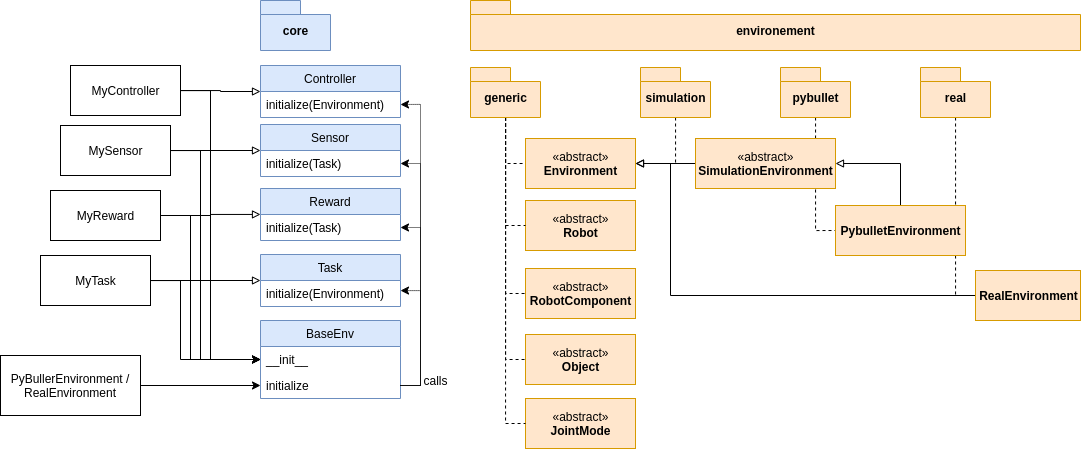 core
environement
MyController
Controller
initialize(Environment)
MySensor
Sensor
initialize(Task)
MyReward
Reward
initialize(Task)
MyTask
Task
initialize(Environment)
BaseEnv
__init__
initialize
PyBullerEnvironment /
RealEnvironment
calls
generic
simulation
pybullet
real
«abstract»
Environment
«abstract»
SimulationEnvironment
«abstract»
Robot
PybulletEnvironment
«abstract»
RobotComponent
RealEnvironment
«abstract»
Object
«abstract»
JointMode